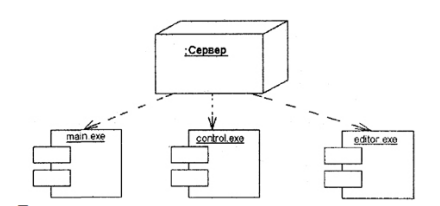 :Сервер
main.exe
control.exe
editor.exe